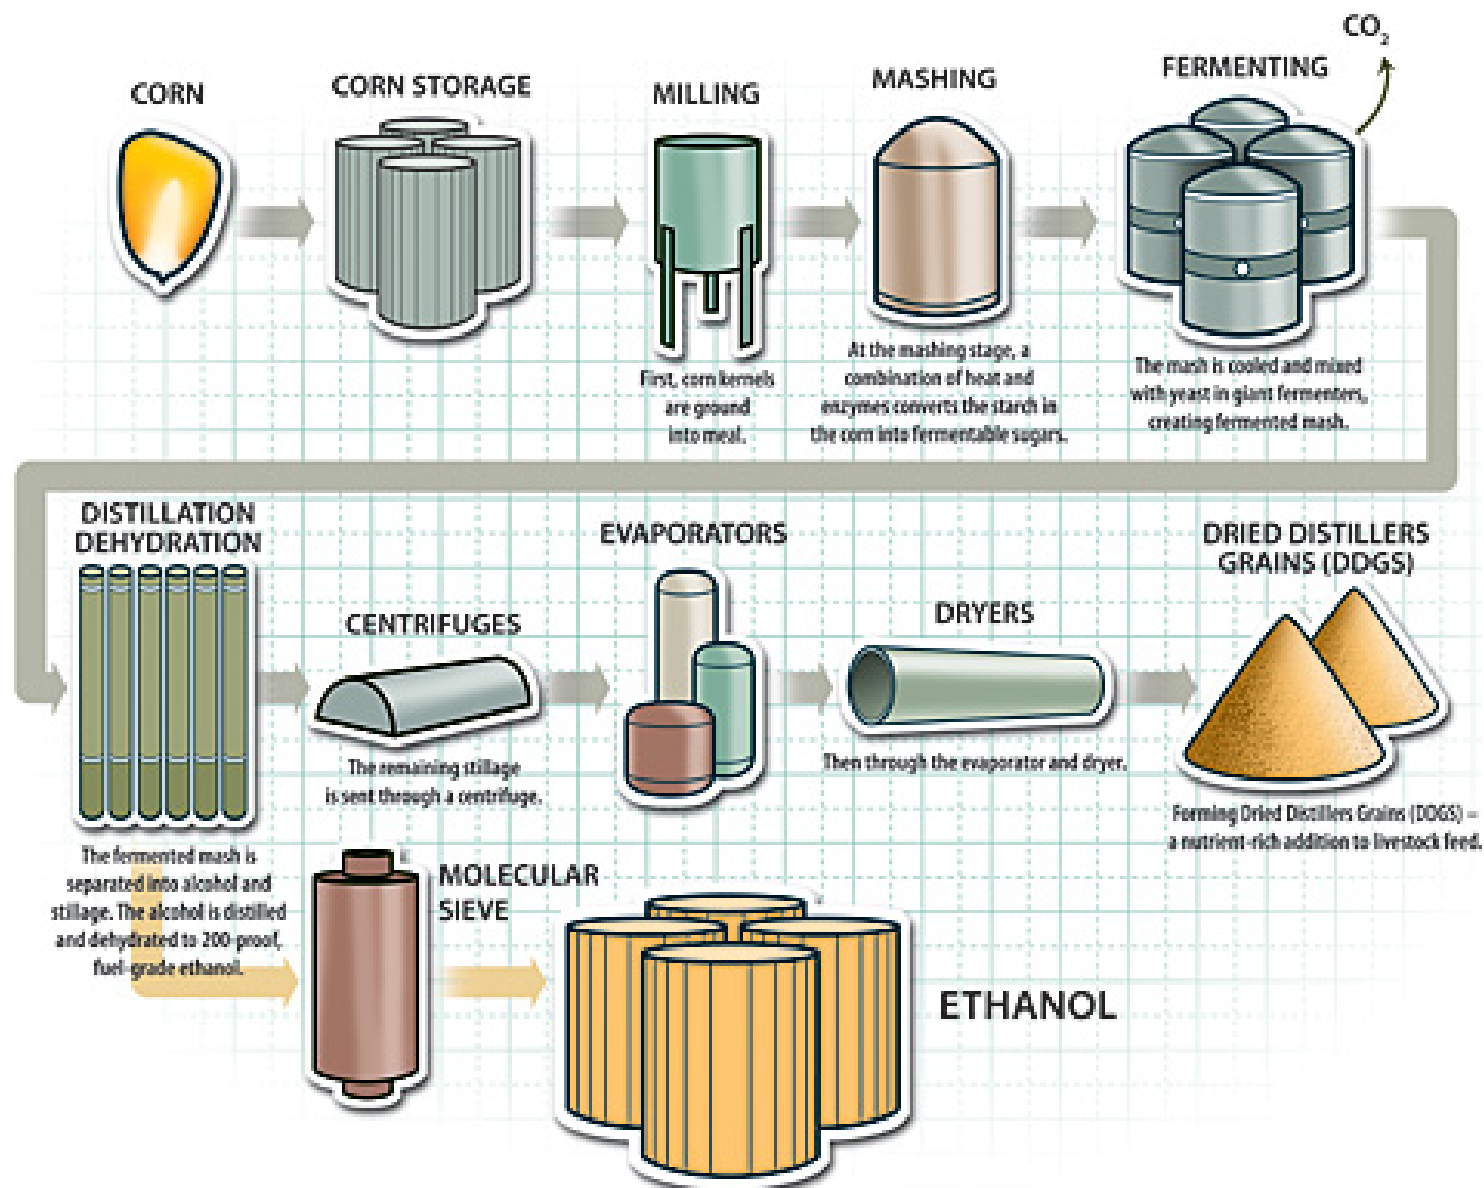 CO₂
CORN
CORN STORAGE
MILLING
MASHING
FERMENTING
First, corn kernels
are ground
into meal.
At the mashing stage, a
combination of heat and
enzymes converts the starch in
the corn into fermentable sugars.
The mash is cooled and mixed
with yeast in giant fermenters,
creating fermented mash.
DISTILLATION
DEHYDRATION
CENTRIFUGES
EVAPORATORS
DRYERS
DRIED DISTILLERS
GRAINS (DDGS)
The fermented mash is
separated into alcohol and
stillage. The alcohol is distilled
and dehydrated to 200-proof,
fuel-grade ethanol.
The remaining stillage
is sent through a centrifuge.
Then through the evaporator and dryer.
Forming Dried Distillers Grains (DDGS) –
a nutrient-rich addition to livestock feed.
MOLECULAR
SIEVE
ETHANOL